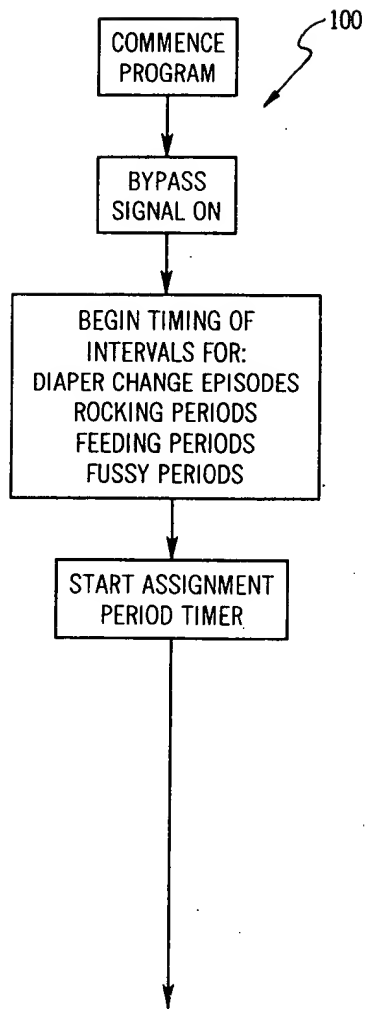 100
COMMENCE
PROGRAM
BYPASS
SIGNAL ON
BEGIN TIMING OF
INTERVALS FOR:
DIAPER CHANGE EPISODES
ROCKING PERIODS
FEEDING PERIODS
FUSSY PERIODS
START ASSIGNMENT
PERIOD TIMER